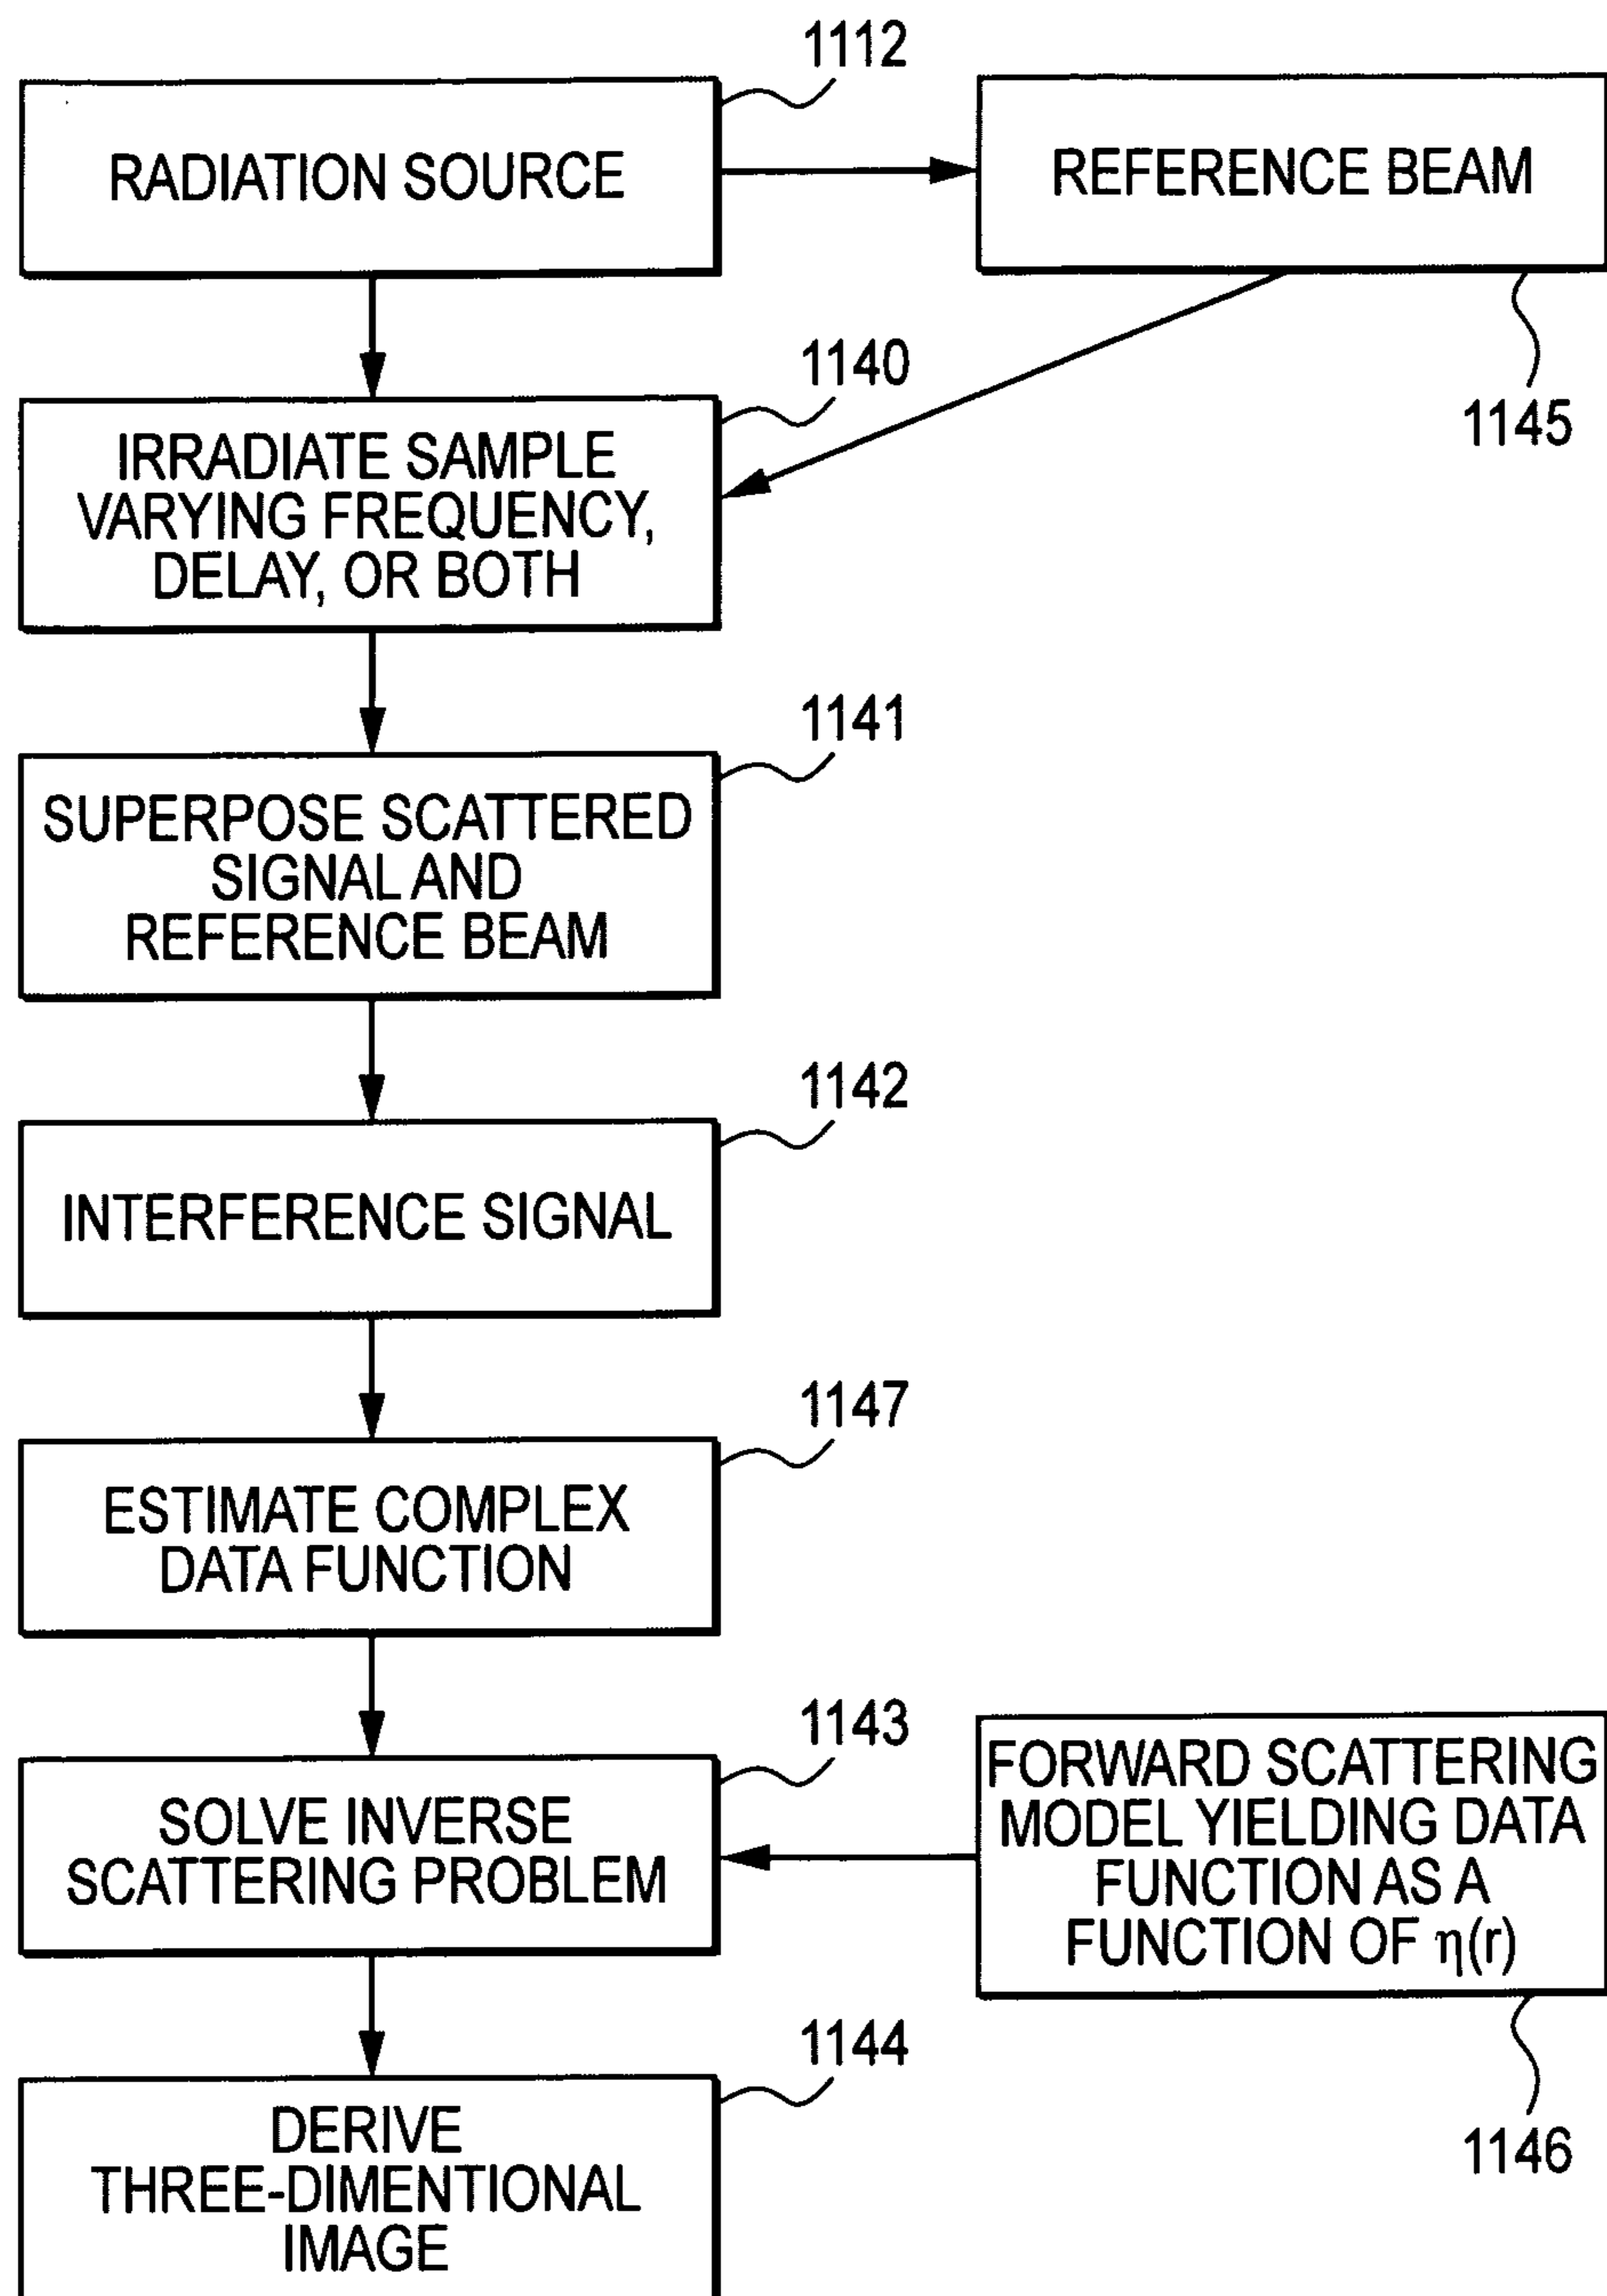 1112
RADIATION SOURCE
REFERENCE BEAM
1145
1140
IRRADIATE SAMPLE
VARYING FREQUENCY,
DELAY, OR BOTH
1141
SUPERPOSE SCATTERED
SIGNAL AND
REFERENCE BEAM
1142
INTERFERENCE SIGNAL
1147
ESTIMATE COMPLEX
DATA FUNCTION
1143
SOLVE INVERSE
SCATTERING PROBLEM
FORWARD SCATTERING
MODEL YIELDING DATA
FUNCTION AS A
FUNCTION OF η(r)
1146
1144
DERIVE
THREE-DIMENTIONAL
IMAGE